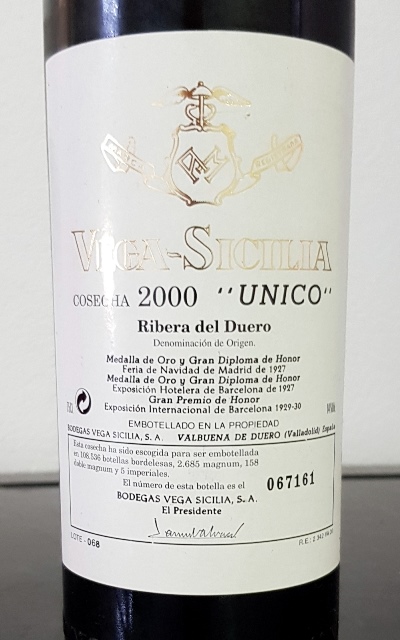 VEGA-SICILIA
COSECHA 2000 "UNICO"
Ribera del Duero
Denominación de Origen.
Medalla de Oro y Gran Diploma de Honor
Feria de Navidad de Madrid de 1927
Medalla de Oro y Gran Diploma de Honor
Exposición Hotelera de Barcelona de 1927
Gran Premio de Honor
Exposición Internacional de Barcelona 1929-30
EMBOTELLADO EN LA PROPIEDAD
BODEGAS VEGA SICILIA, S. A. VALBUENA DE DUERO (Valladolid) España
Esta cosecha ha sido escogida para ser embotellada
en 108.536 botellas bordelesas, 2.685 magnum, 158
doble magnum y 5 imperiales.
El número de esta botella es el 067161
BODEGAS VEGA SICILIA, S. A.
El Presidente
LOTE - 068